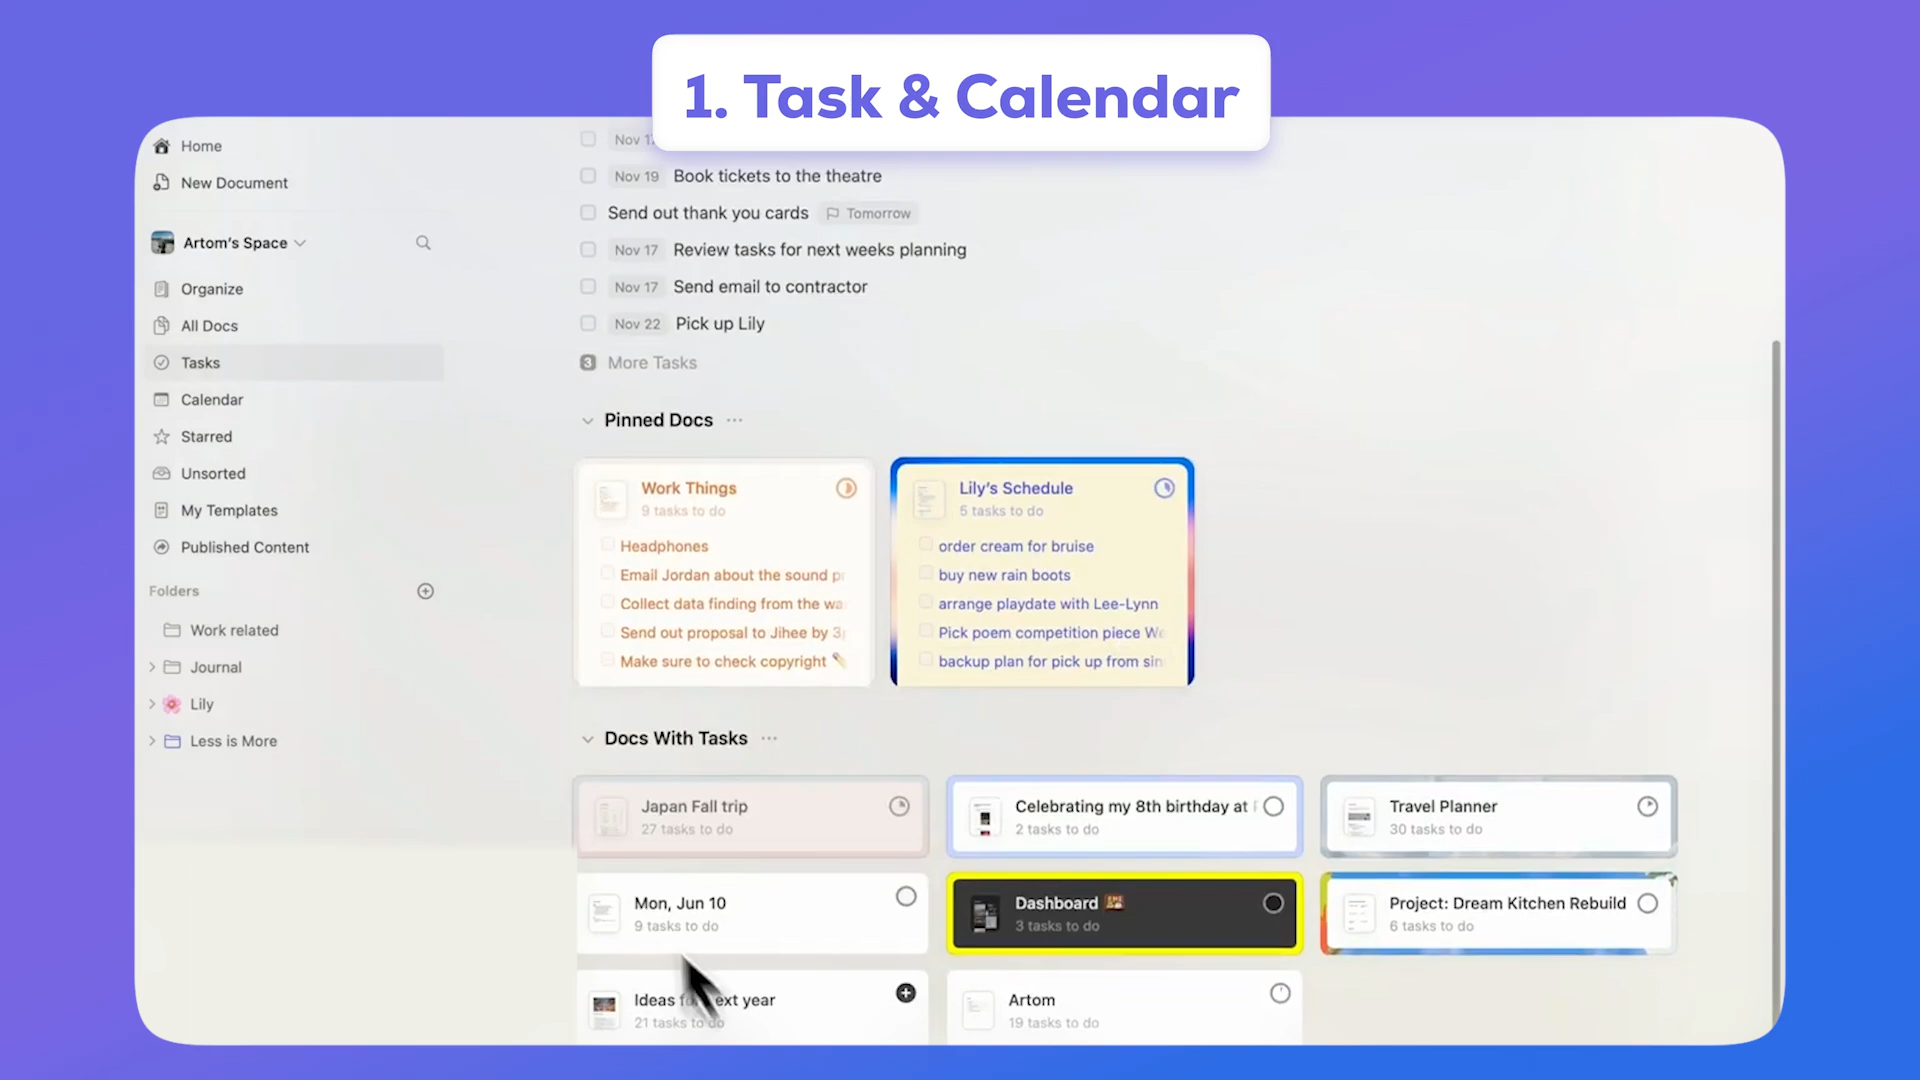 1. Task & Calendar
Home
New Document
Artom's Space
Organize
All Docs
Tasks
Calendar
Starred
Unsorted
My Templates
Published Content
Folders
Work related
Journal
Lily
Less is More
Nov 17
Nov 19 Book tickets to the theatre
Send out thank you cards Tomorrow
Nov 17 Review tasks for next weeks planning
Nov 17 Send email to contractor
Nov 22 Pick up Lily
3 More Tasks
Pinned Docs
Work Things
9 tasks to do
Headphones
Email Jordan about the sound
Collect data finding from the
Send out proposal to Jihee by
Make sure to check copyright
Lily's Schedule
5 tasks to do
order cream for bruise
buy new rain boots
arrange playdate with Lee-Lynn
Pick poem competition piece
backup plan for pick up from
Docs With Tasks
Japan Fall trip
27 tasks to do
Celebrating my 8th birthday at
2 tasks to do
Travel Planner
30 tasks to do
Mon, Jun 10
9 tasks to do
Dashboard
3 tasks to do
Project: Dream Kitchen Rebuild
6 tasks to do
Ideas for next year
21 tasks to do
Artom
19 tasks to do